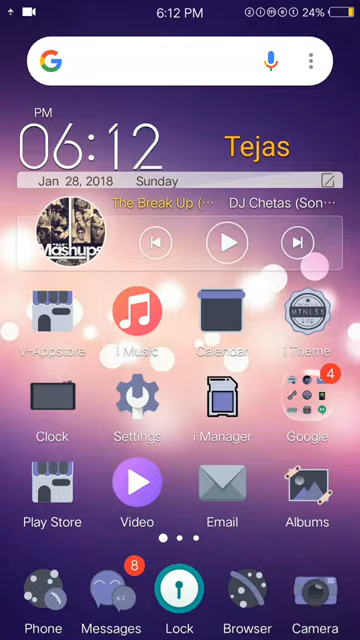 6:12 PM
24%
G
PM
06:12
Tejas
Jan 28, 2018 Sunday
The Break Up (··· DJ Chetas (Son···
Mashups
V-Appstore i Music Calendar i Theme
4
Clock Settings i Manager Google
Play Store Video Email Albums
8
Phone Messages Lock Browser Camera